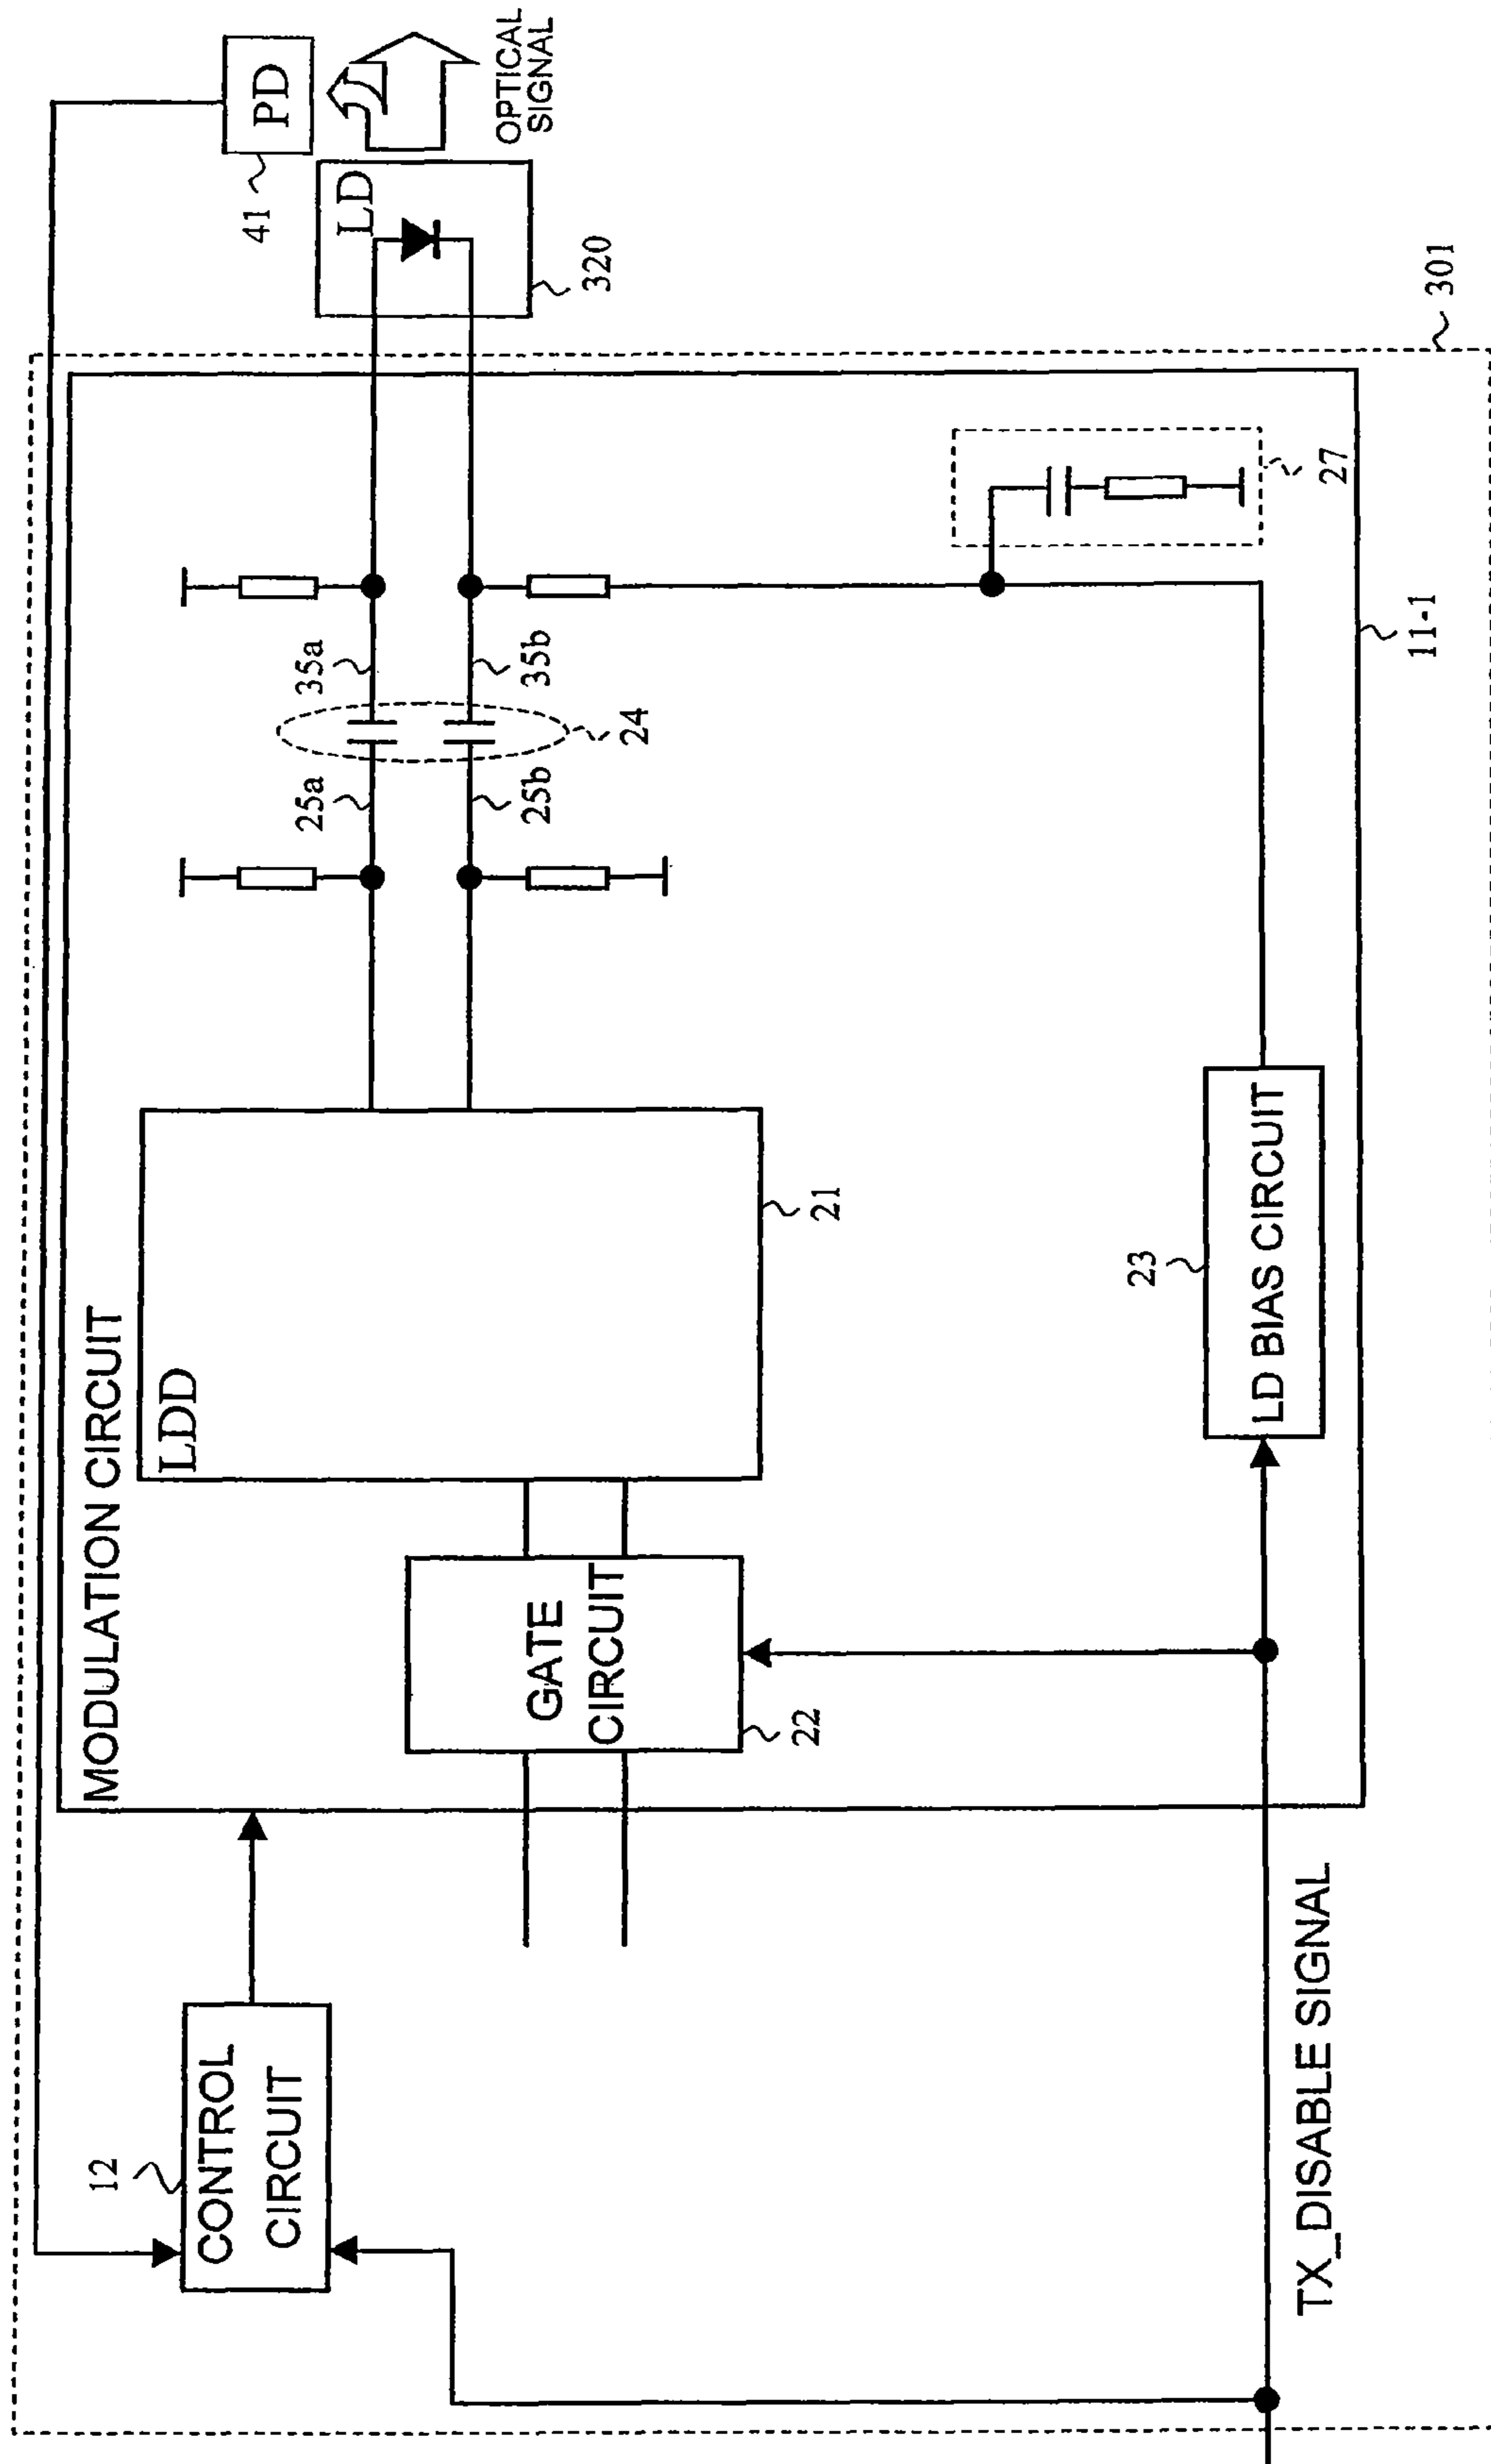 301
MODULATION CIRCUIT
11-1
12
CONTROL
CIRCUIT
GATE
CIRCUIT
22
LDD
21
25a
25b
24
35a
35b
LD
320
41
PD
OPTICAL
SIGNAL
23
LD BIAS CIRCUIT
27
TX_DISABLE SIGNAL